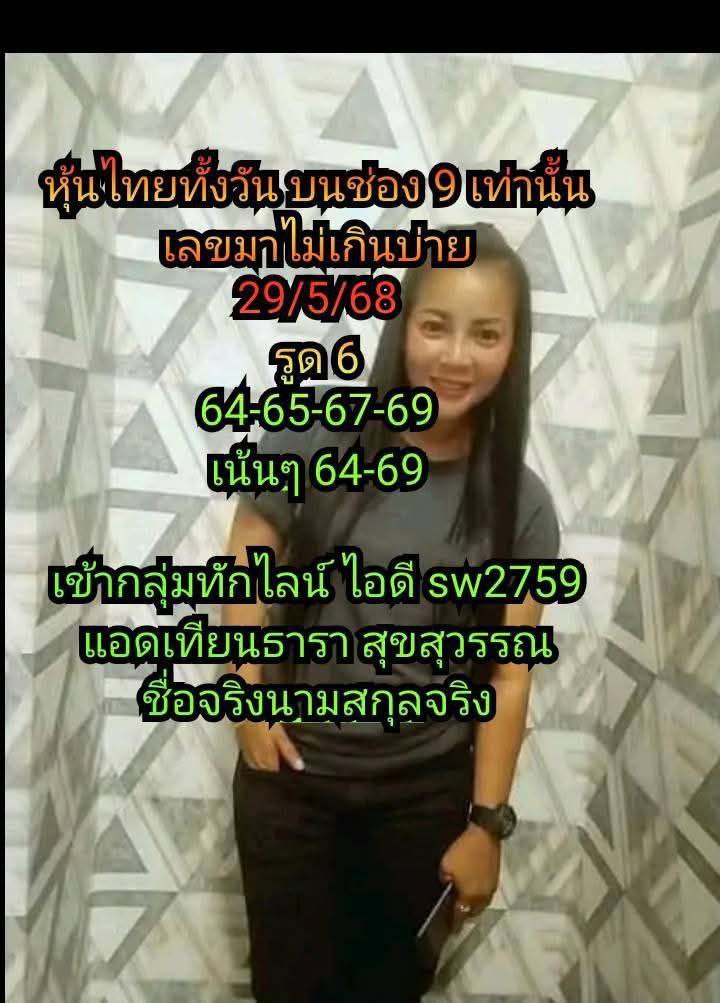 หุ้นไทยทั้งวัน บนช่อง 9 เท่านั้น
เลขมาไม่เกินบ่าย
29/5/68
รูด 6
64-65-67-69
เน้นๆ 64-69
เข้ากลุ่มทักไลน์ ไอดี sw2759
แอดเทียนธารา สุขสุวรรณ
ชื่อจริงนามสกุลจริง